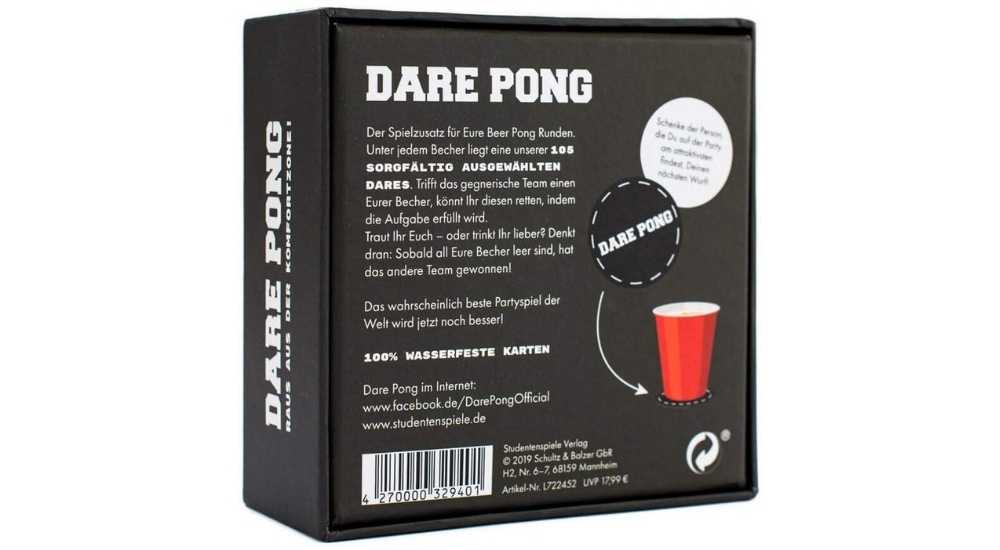 DARE PONG
RAUS AUS DER KOMFORTZONE!
DARE PONG
Der Spielzusatz für Eure Beer Pong Runden.
Unter jedem Becher liegt eine unserer 105
SORGFÄLTIG AUSGEWÄHLTEN
DARES. Trifft das gegnerische Team einen
Eurer Becher, könnt Ihr diesen retten, indem
die Aufgabe erfüllt wird.
Traut Ihr Euch – oder trinkt Ihr lieber? Denkt
dran: Sobald all Eure Becher leer sind, hat
das andere Team gewonnen!
Das wahrscheinlich beste Partyspiel der
Welt wird jetzt noch besser!
100% WASSERFESTE KARTEN
Dare Pong im Internet:
www.facebook.de/DarePongOfficial
www.studentenspiele.de
Schenke der Person,
die Du auf der Party
am attraktivsten
findest, Deinen
nächsten Wurf!
DARE PONG
4 270000 329401
Studentenspiele Verlag
© 2019 Schultz & Balzer GbR
H2, Nr. 6–7, 68159 Mannheim
Artikel-Nr. L722452 UVP 17,99 €
®